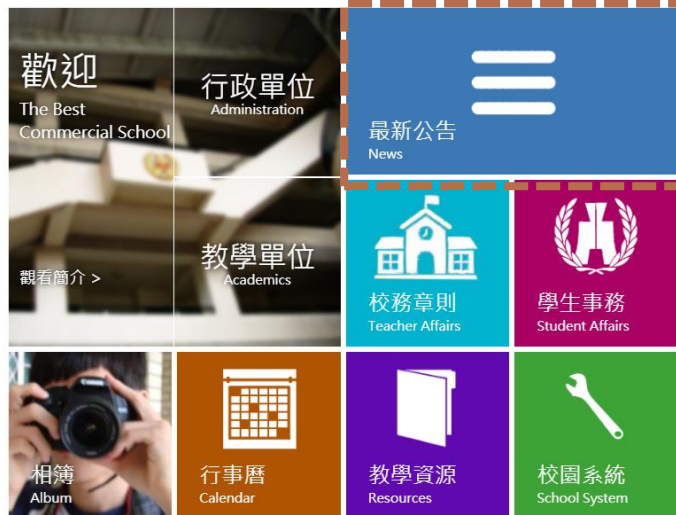 歡迎
The Best
Commercial School
觀看簡介 >
行政單位
Administration
教學單位
Academics
最新公告
News
校務章則
Teacher Affairs
學生事務
Student Affairs
相簿
Album
行事曆
Calendar
教學資源
Resources
校園系統
School System